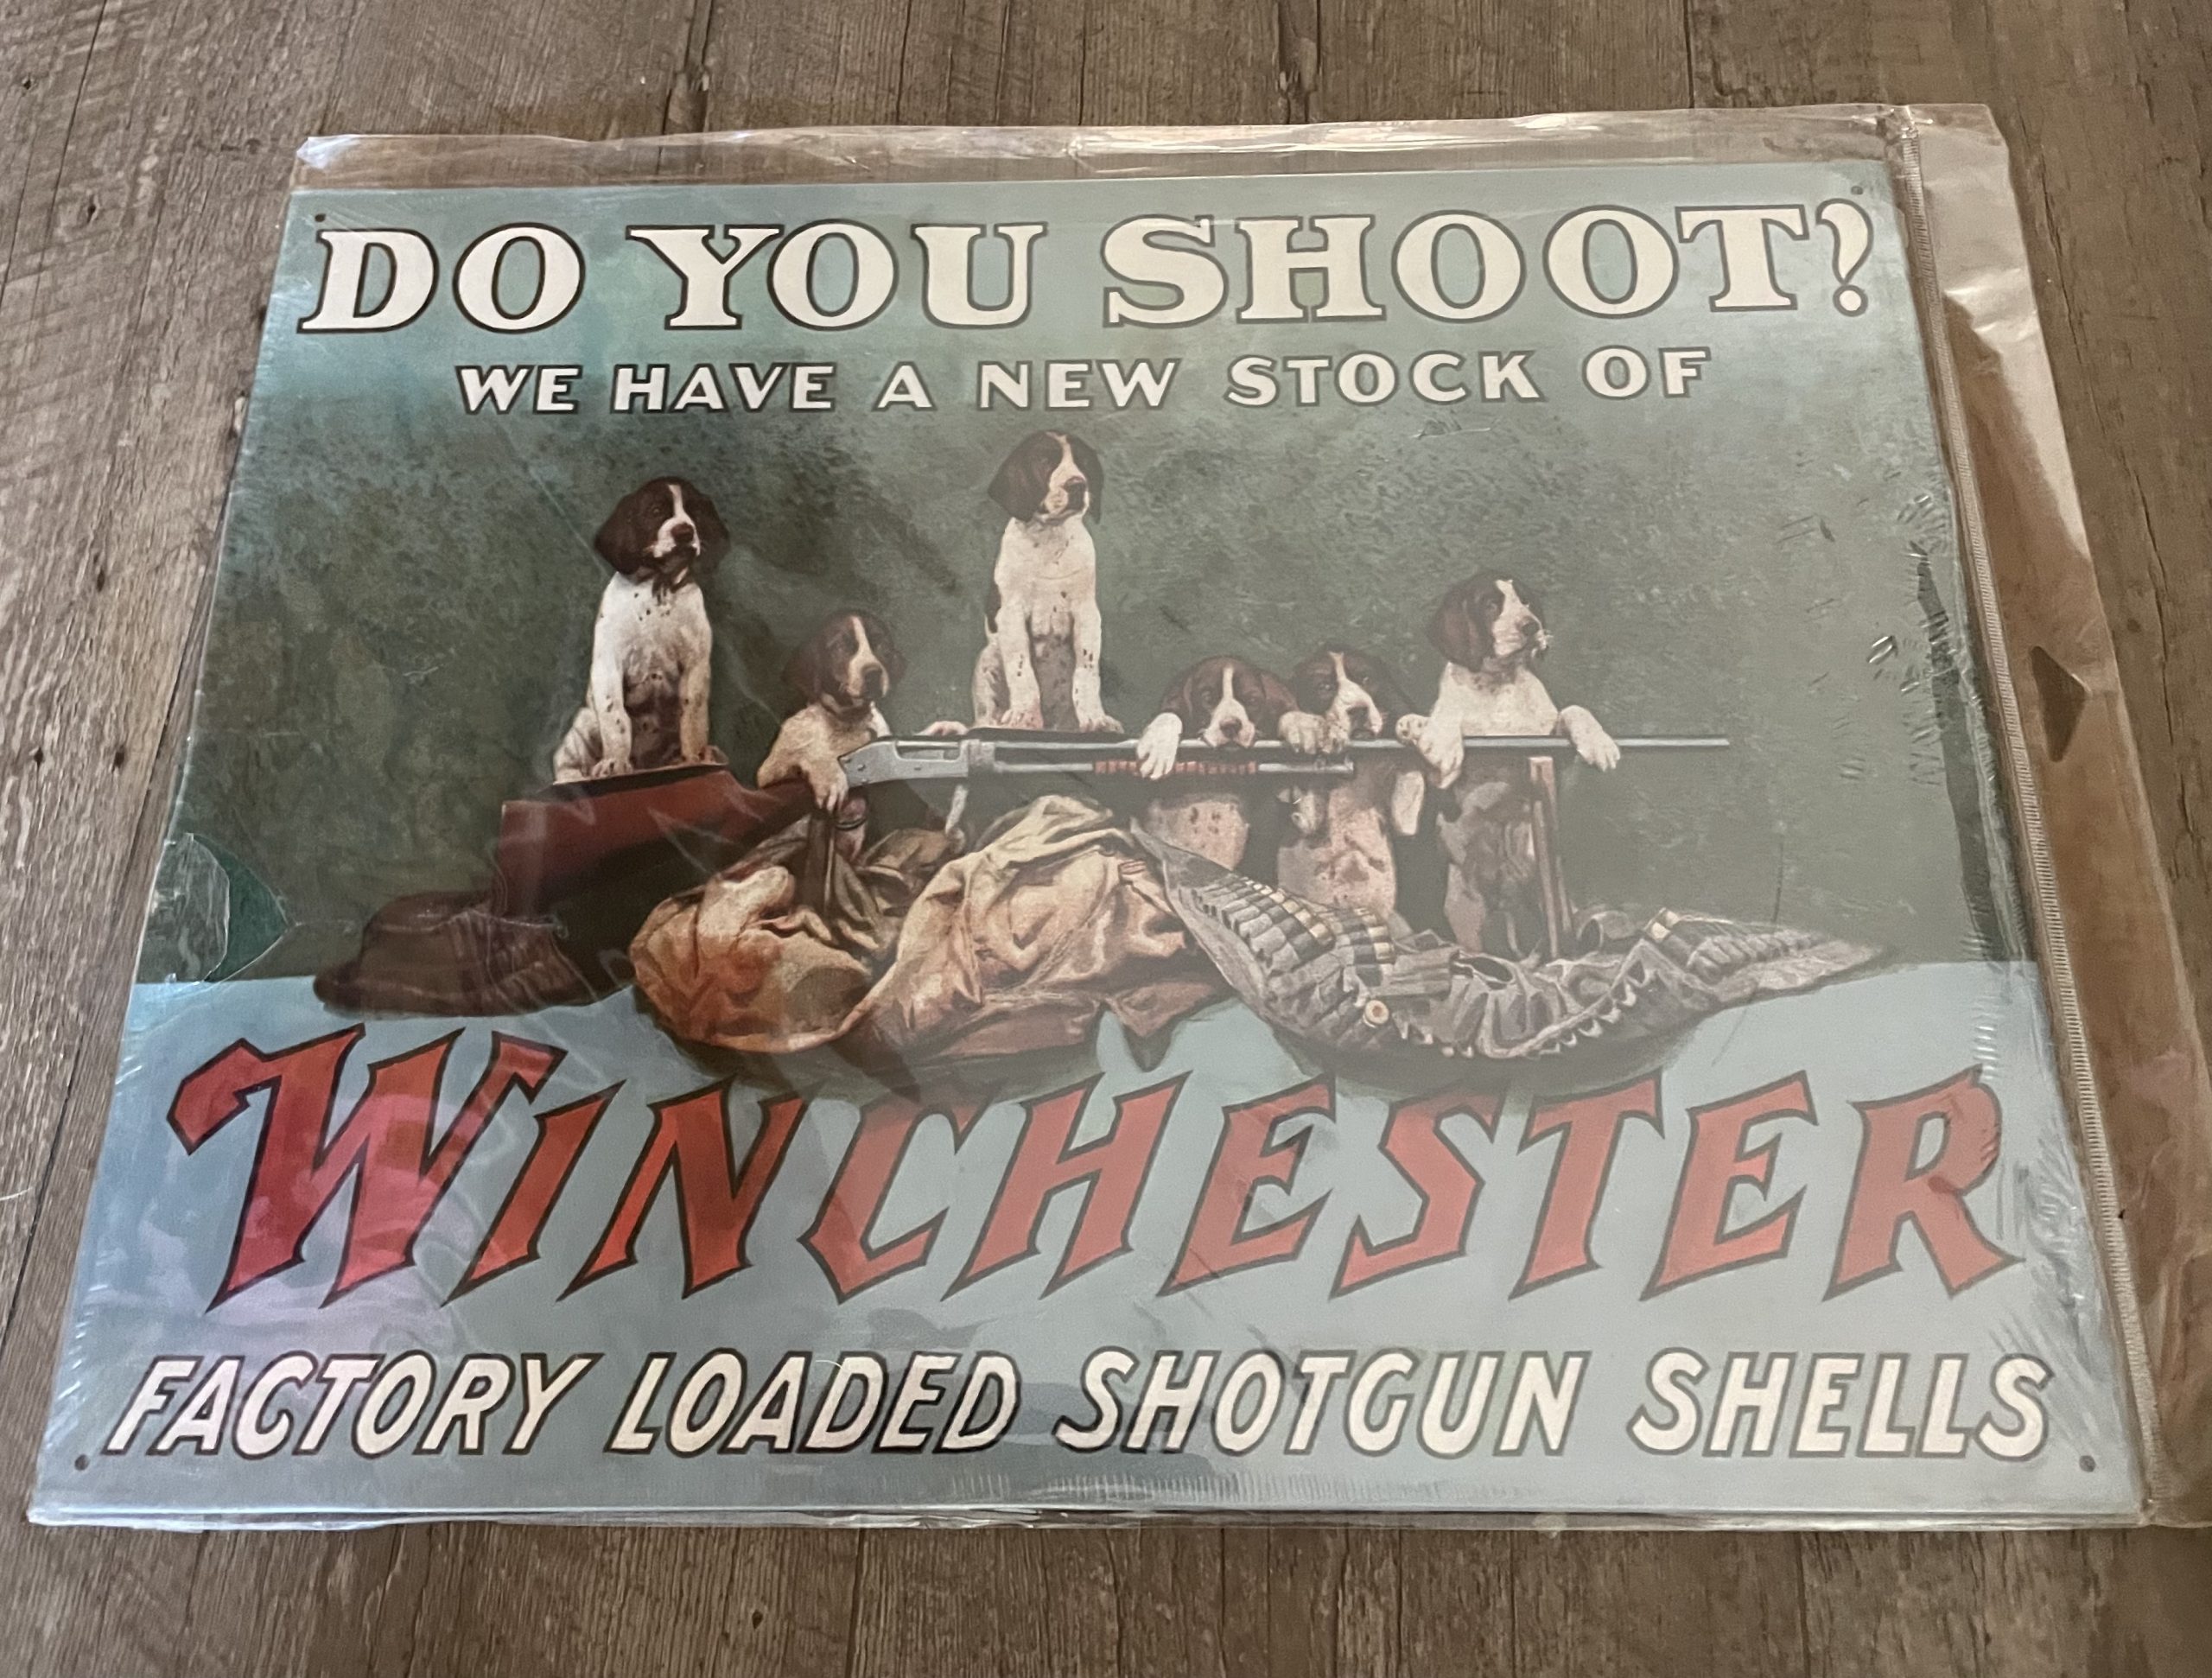 DO YOU SHOOT?
WE HAVE A NEW STOCK OF
WINCHESTER
FACTORY LOADED SHOTGUN SHELLS